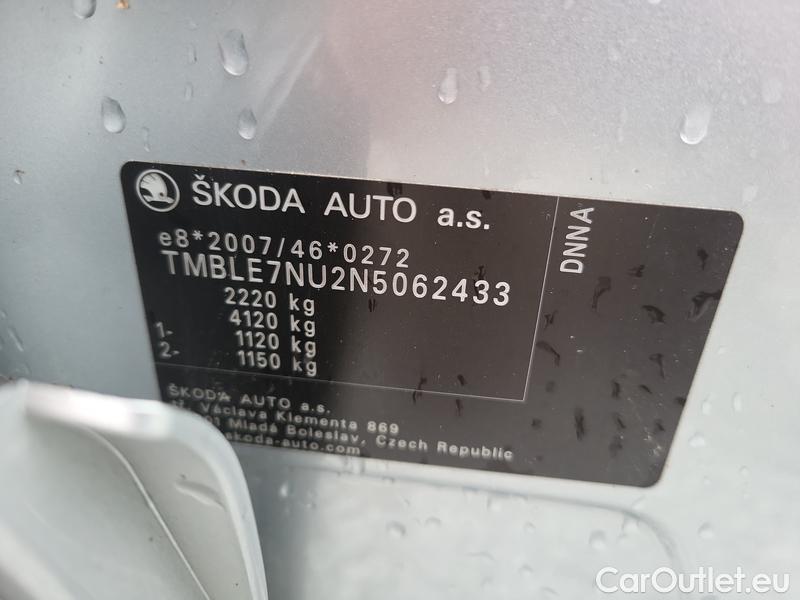 ŠKODA AUTO a.s.
e8*2007/46*0272
TMBLE7NU2N5062433
2220 kg
4120 kg
1- 1120 kg
2- 1150 kg
DNNA
ŠKODA AUTO a.s.
Václava Klementa 869
01 Mladá Boleslav, Czech Republic
skoda-auto.com
CarOutlet.eu